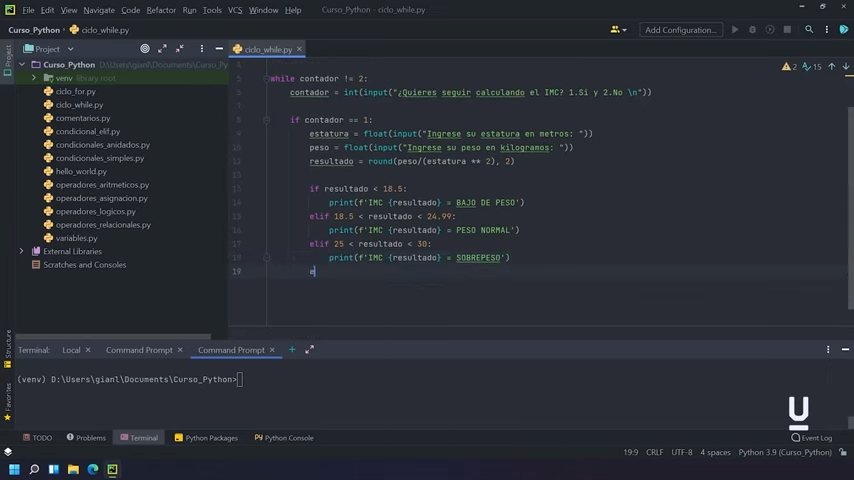 File Edit View Navigate Code Refactor Run Tools VCS Window Help Curso_Python - ciclo_while.py
Curso_Python ciclo_while.py Add Configuration...
Project ciclo_while.py
Project
Curso_Python D:\Users\gianl\Documents\Curso_Py
venv library root
ciclo_for.py
ciclo_while.py
comentarios.py
condicional_elif.py
condicionales_anidados.py
condicionales_simples.py
hello_world.py
operadores_aritmeticos.py
operadores_asignacion.py
operadores_logicos.py
operadores_relacionales.py
variables.py
External Libraries
Scratches and Consoles
2 15
4
5 while contador != 2:
6 contador = int(input("¿Quieres seguir calculando el IMC? 1.Si y 2.No \n"))
7
8 if contador == 1:
9 estatura = float(input("Ingrese su estatura en metros: "))
10 peso = float(input("Ingrese su peso en kilogramos: "))
11 resultado = round(peso/(estatura ** 2), 2)
12
13 if resultado < 18.5:
14 print(f'IMC {resultado} = BAJO DE PESO')
15 elif 18.5 < resultado < 24.99:
16 print(f'IMC {resultado} = PESO NORMAL')
17 elif 25 < resultado < 30:
18 print(f'IMC {resultado} = SOBREPESO')
19 e
Structure
Favorites
Terminal: Local Command Prompt Command Prompt
(venv) D:\Users\gianl\Documents\Curso_Python>
U
TODO Problems Terminal Python Packages Python Console Event Log
19:9 CRLF UTF-8 4 spaces Python 3.9 (Curso_Python)